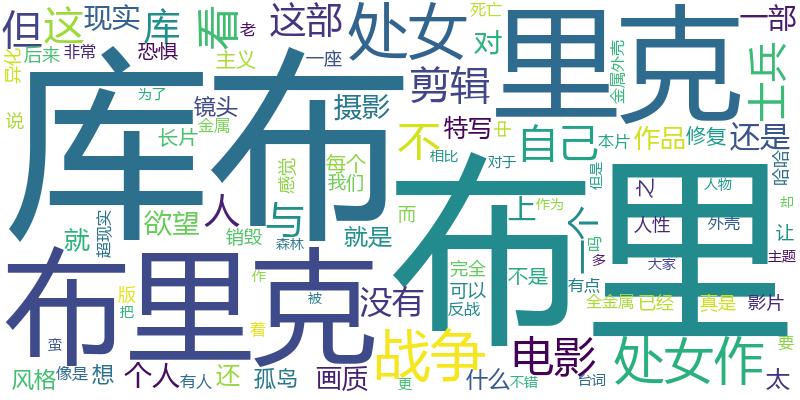 但 这 现实 库 看 这部 处女 里克 一部
恐惧 后来 非常 老 主义 一座 对 死亡
异化 说 为了 镜头 摄影 剪辑 金属外壳 士兵
库布 金属 长片 特写 由 自己 作品 修复 还是
感觉 每个 我们 不 相比 对于 本片 但是 哈哈
超现实 就 欲望 人 与 而 上 一个 之 人物 却
销毁 森林 就是 布里 作为 吗 人性 外壳 让
布里克 作 没有 完全 不是 多 大家 主题
版 把 着 被 可以 反战 有点 全金属 已经 真是 影片
蛮 战争 电影 处女作 要
风格 像是 想 个人 有人 还 孤岛 画质 更 什么 不错 台词 太